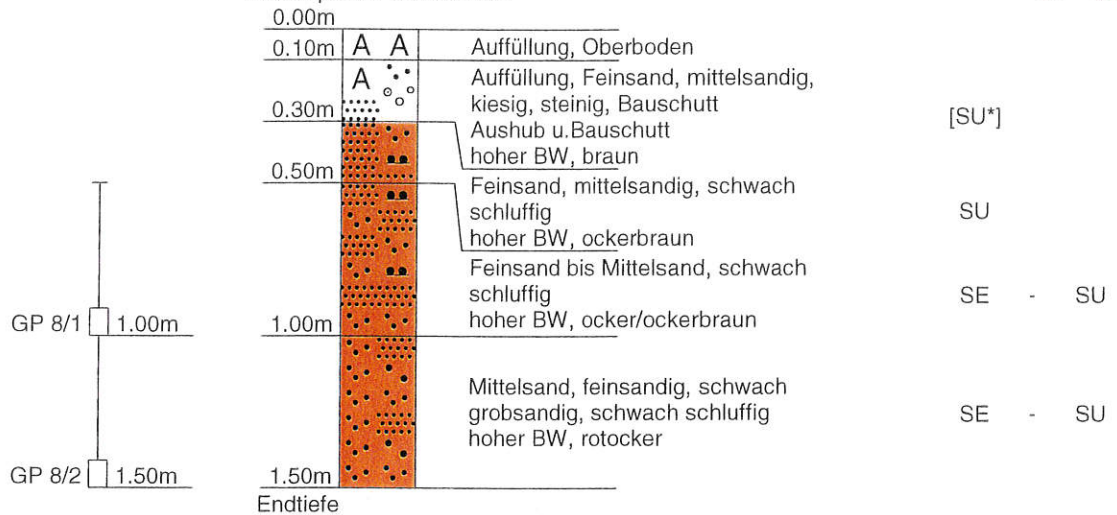 0.00m
0.10m A A Auffüllung, Oberboden
A Auffüllung, Feinsand, mittelsandig,
kiesig, steinig, Bauschutt
0.30m [SU*]
Aushub u.Bauschutt
hoher BW, braun
0.50m
Feinsand, mittelsandig, schwach
schluffig SU
hoher BW, ockerbraun
Feinsand bis Mittelsand, schwach
schluffig SE - SU
hoher BW, ocker/ockerbraun
GP 8/1 1.00m 1.00m
Mittelsand, feinsandig, schwach
grobsandig, schwach schluffig SE - SU
hoher BW, rotocker
GP 8/2 1.50m 1.50m
Endtiefe